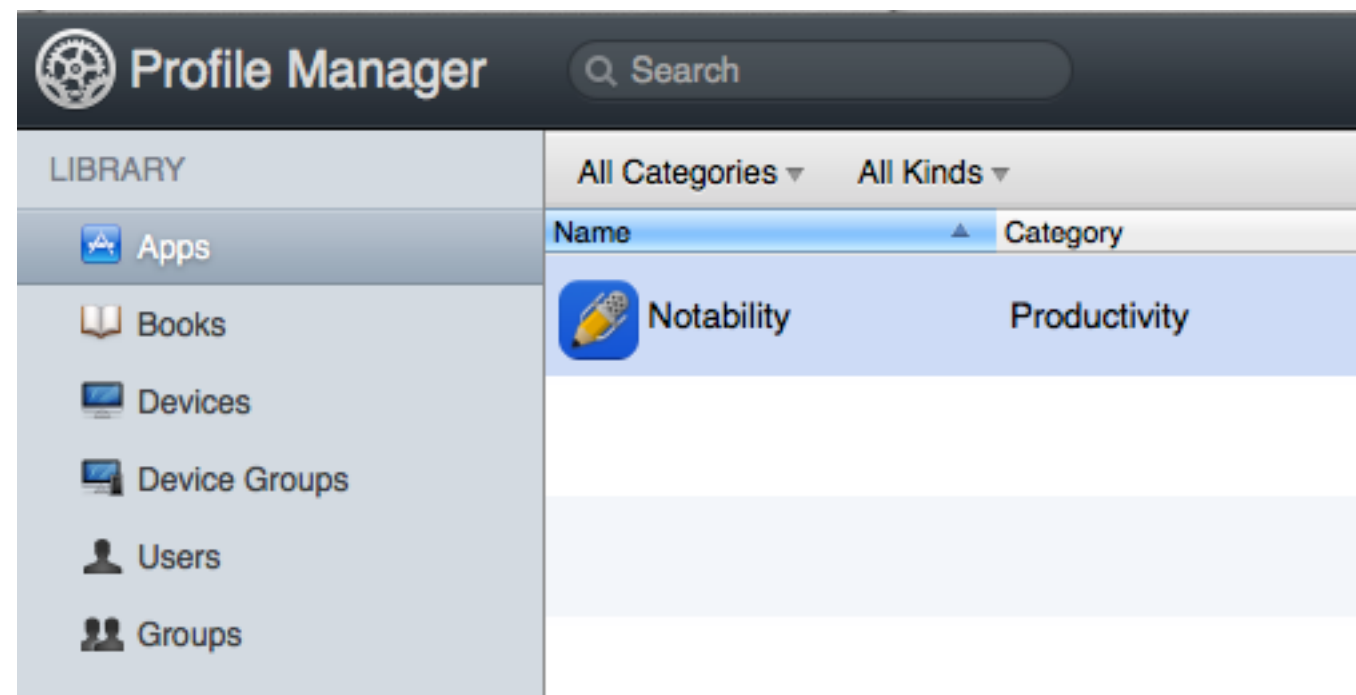 Profile Manager
Search
LIBRARY
Apps
Books
Devices
Device Groups
Users
Groups
All Categories All Kinds
Name Category
Notability Productivity